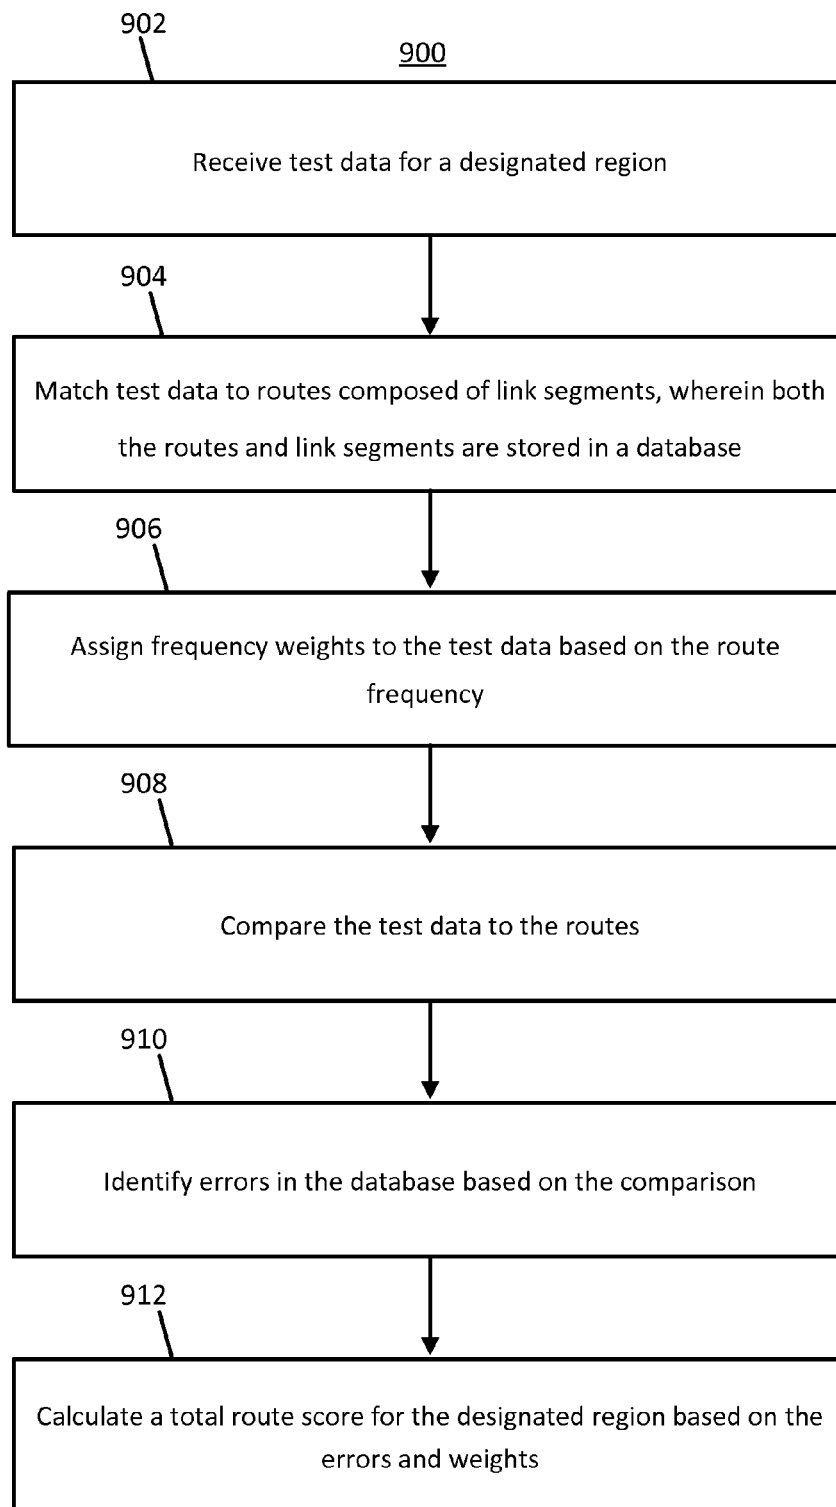 902
900
Receive test data for a designated region
904
Match test data to routes composed of link segments, wherein both
the routes and link segments are stored in a database
906
Assign frequency weights to the test data based on the route
frequency
908
Compare the test data to the routes
910
Identify errors in the database based on the comparison
912
Calculate a total route score for the designated region based on the
errors and weights